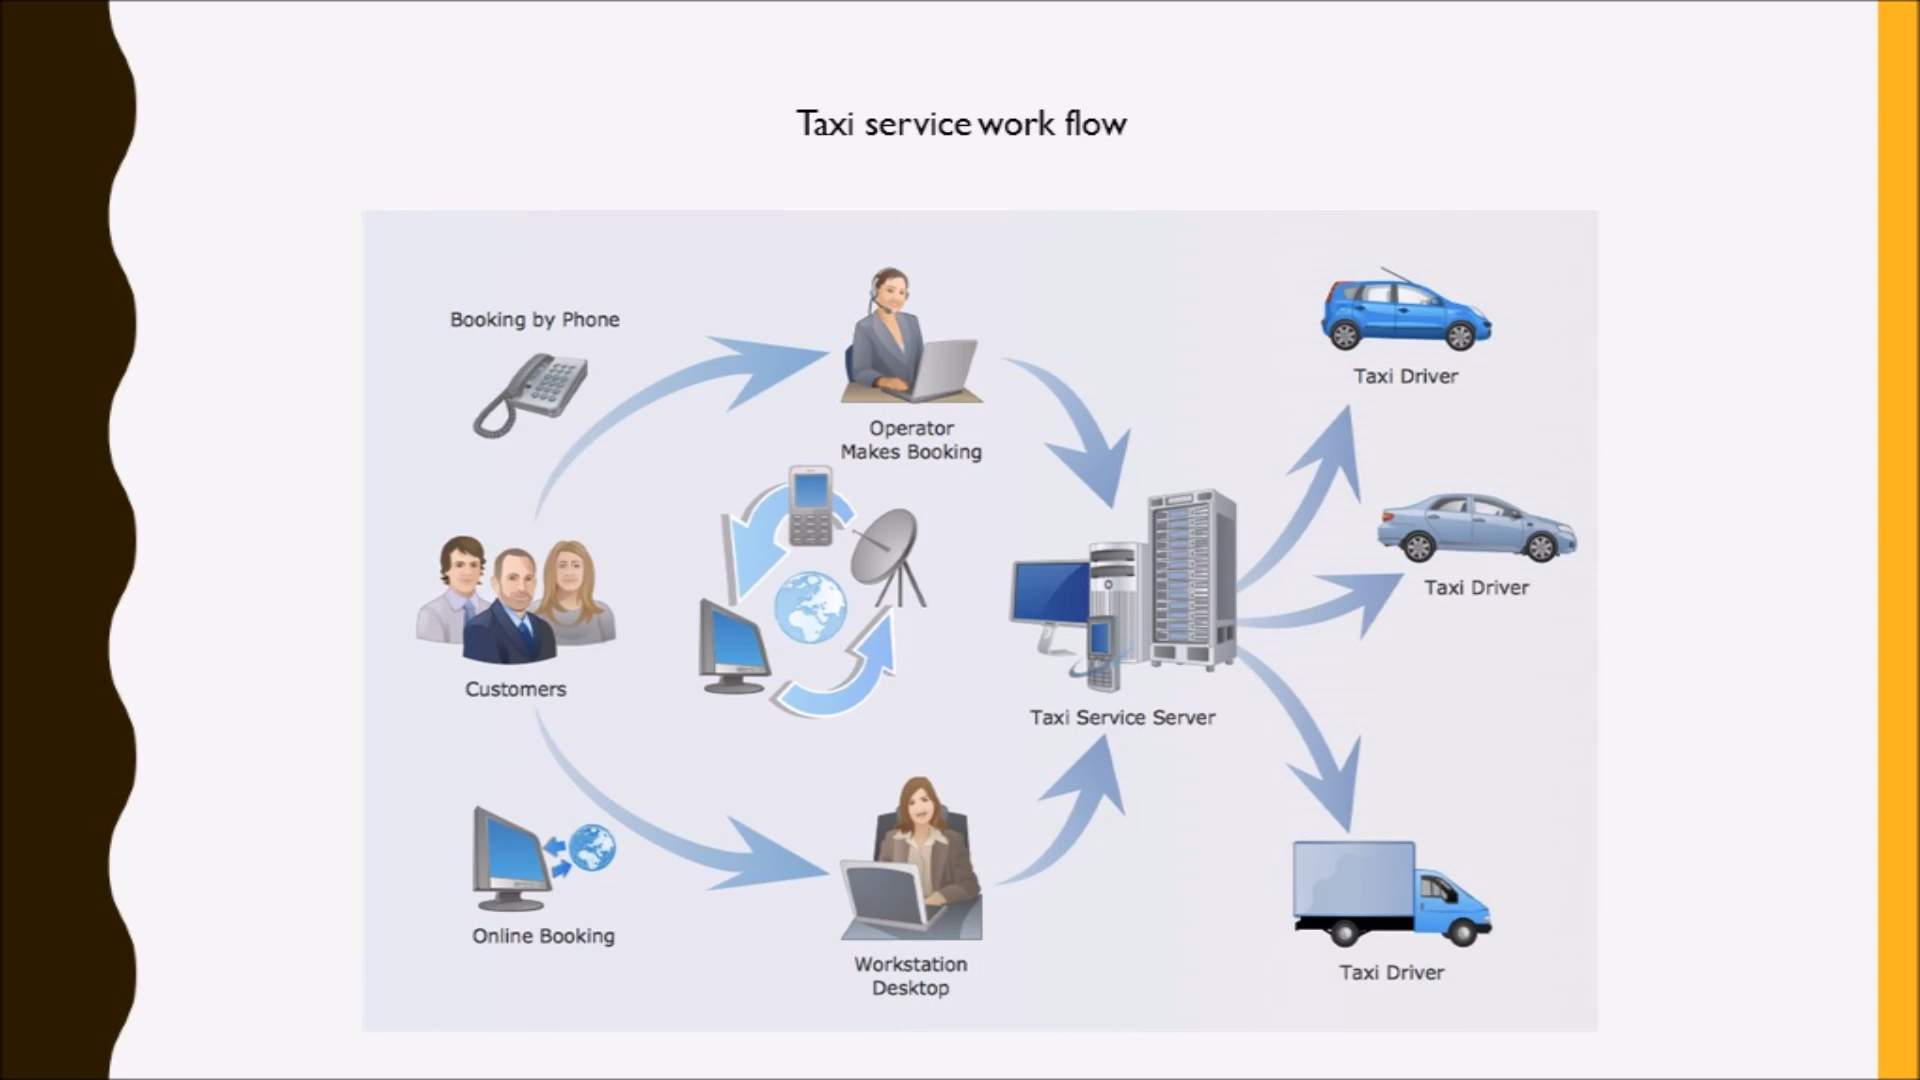 Taxi service work flow
Booking by Phone
Operator
Makes Booking
Taxi Driver
Taxi Driver
Customers
Taxi Service Server
Online Booking
Workstation
Desktop
Taxi Driver